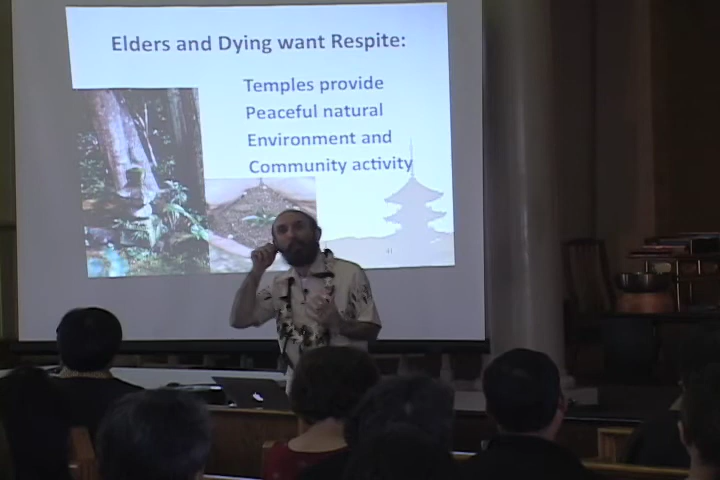 Elders and Dying want Respite:
Temples provide
Peaceful natural
Environment and
Community activity